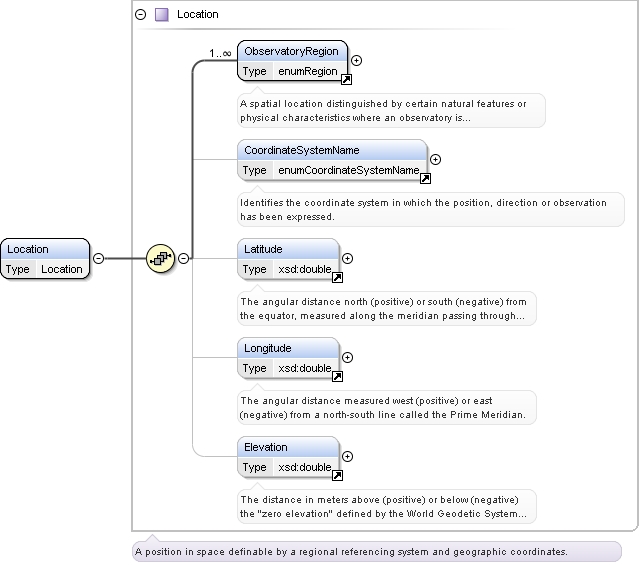 Location
1..∞
ObservatoryRegion
Type enumRegion
A spatial location distinguished by certain natural features or
physical characteristics where an observatory is...
CoordinateSystemName
Type enumCoordinateSystemName
Identifies the coordinate system in which the position, direction or observation
has been expressed.
Location
Type Location
Latitude
Type xsd:double
The angular distance north (positive) or south (negative) from
the equator, measured along the meridian passing through...
Longitude
Type xsd:double
The angular distance measured west (positive) or east
(negative) from a north-south line called the Prime Meridian.
Elevation
Type xsd:double
The distance in meters above (positive) or below (negative)
the "zero elevation" defined by the World Geodetic System...
A position in space definable by a regional referencing system and geographic coordinates.